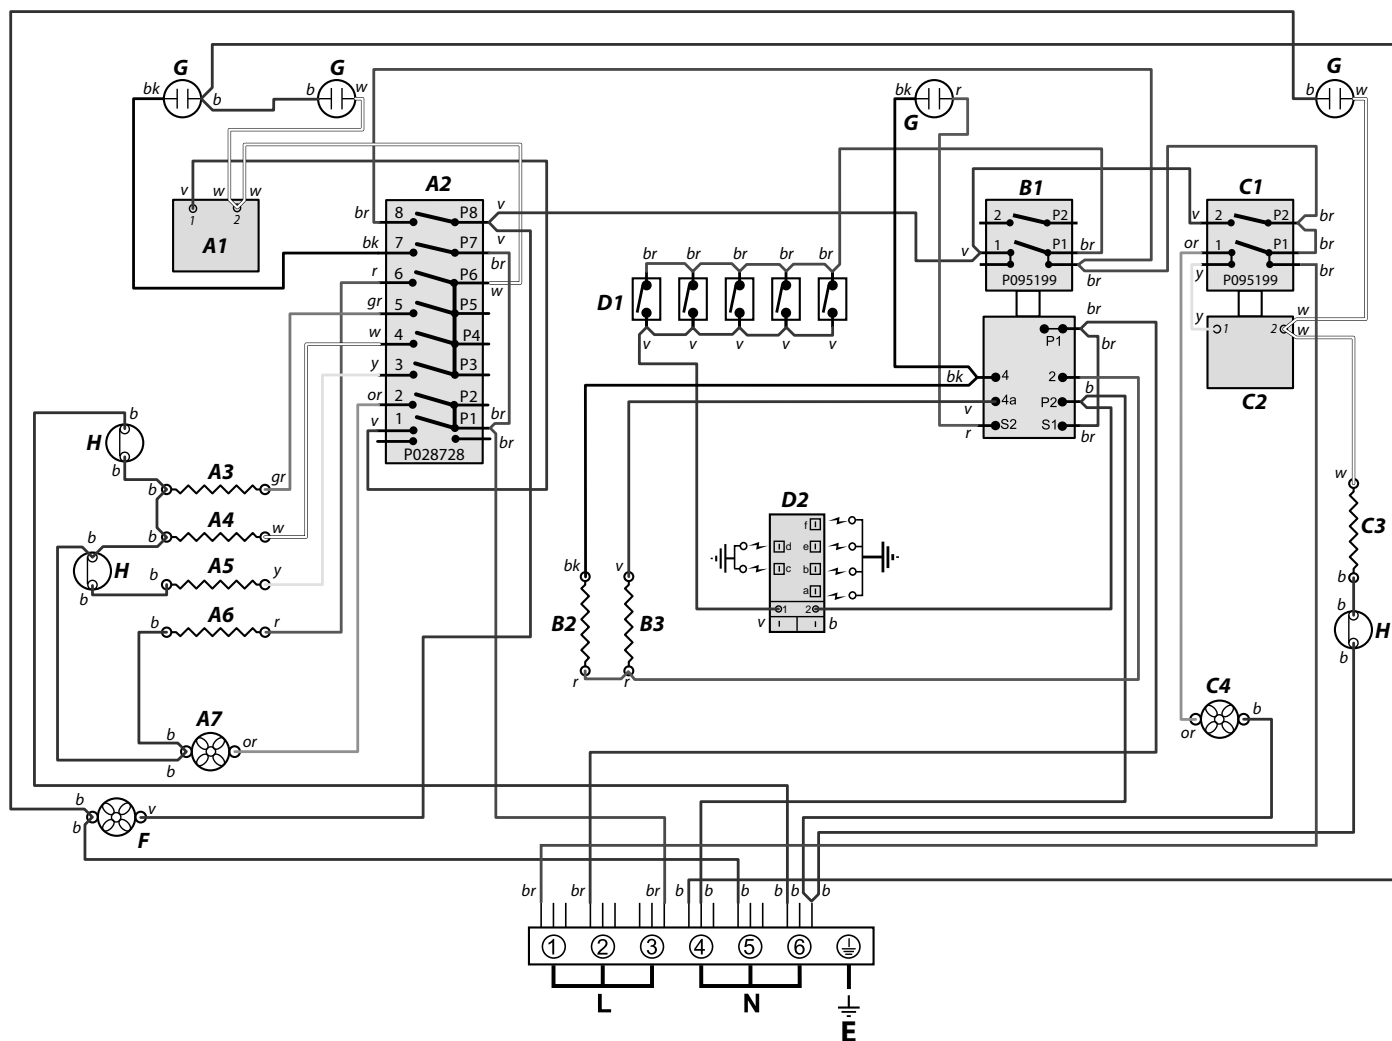 G
G
G
G
bk
b
b
w
bk
r
b
w
v
w
w
1
2
A1
A2
br
8
P8
v
v
bk
7
P7
br
r
6
P6
w
gr
5
P5
w
4
P4
y
3
P3
or
2
P2
v
1
P1
br
br
P028728
B1
2
P2
v
1
P1
br
br
P095199
C1
v
2
P2
br
or
1
P1
br
y
br
P095199
y
1
2
w
w
C2
br br br br br
D1
v v v v v
br
P1
br
bk
4
2
b
v
4a
P2
r
S2
S1
br
b
H
b
b
A3
gr
b
A4
w
b
H
b
b
A5
y
b
A6
r
A7
b
b
or
b
b
v
F
D2
f
d
e
c
b
a
1
2
v
b
bk
v
B2
B3
r
r
w
C3
b
b
H
b
C4
or
b
br br br b b b b b b
1 2 3 4 5 6
L N
E